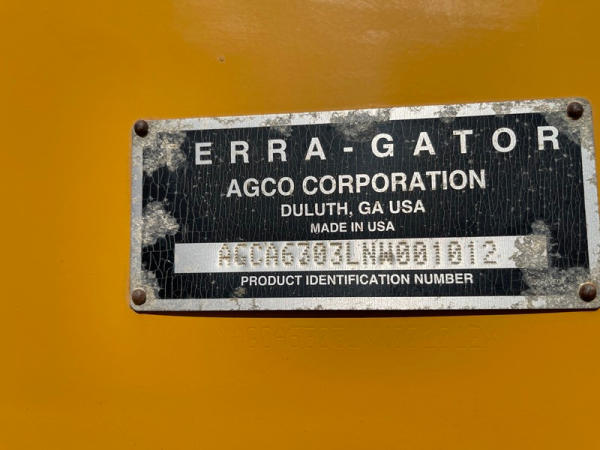 ERRA-GATOR
AGCO CORPORATION
DULUTH, GA USA
MADE IN USA
AGCA6303LNW001012
PRODUCT IDENTIFICATION NUMBER